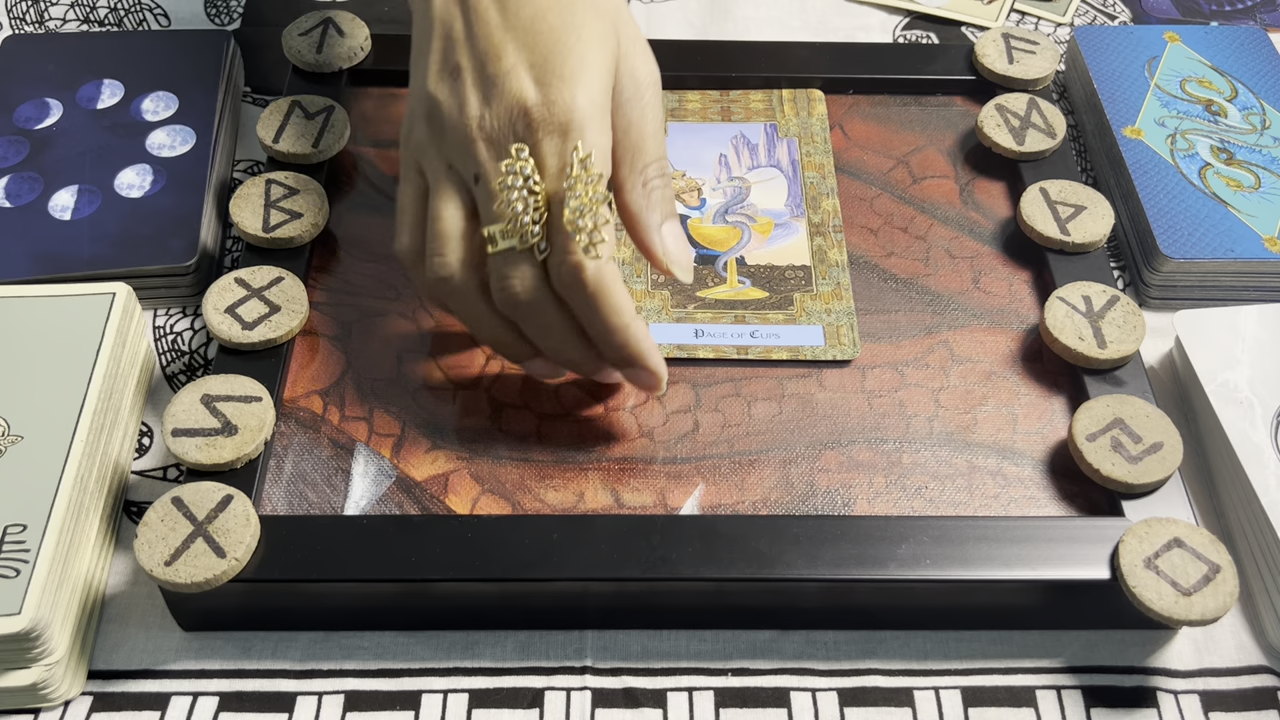 ᛏ
ᚨ
ᛖ
ᛞ
ᛒ
ᚦ
ᛉ
ᛊ
ᚷ
ᛜ
PAGE OF CUPS